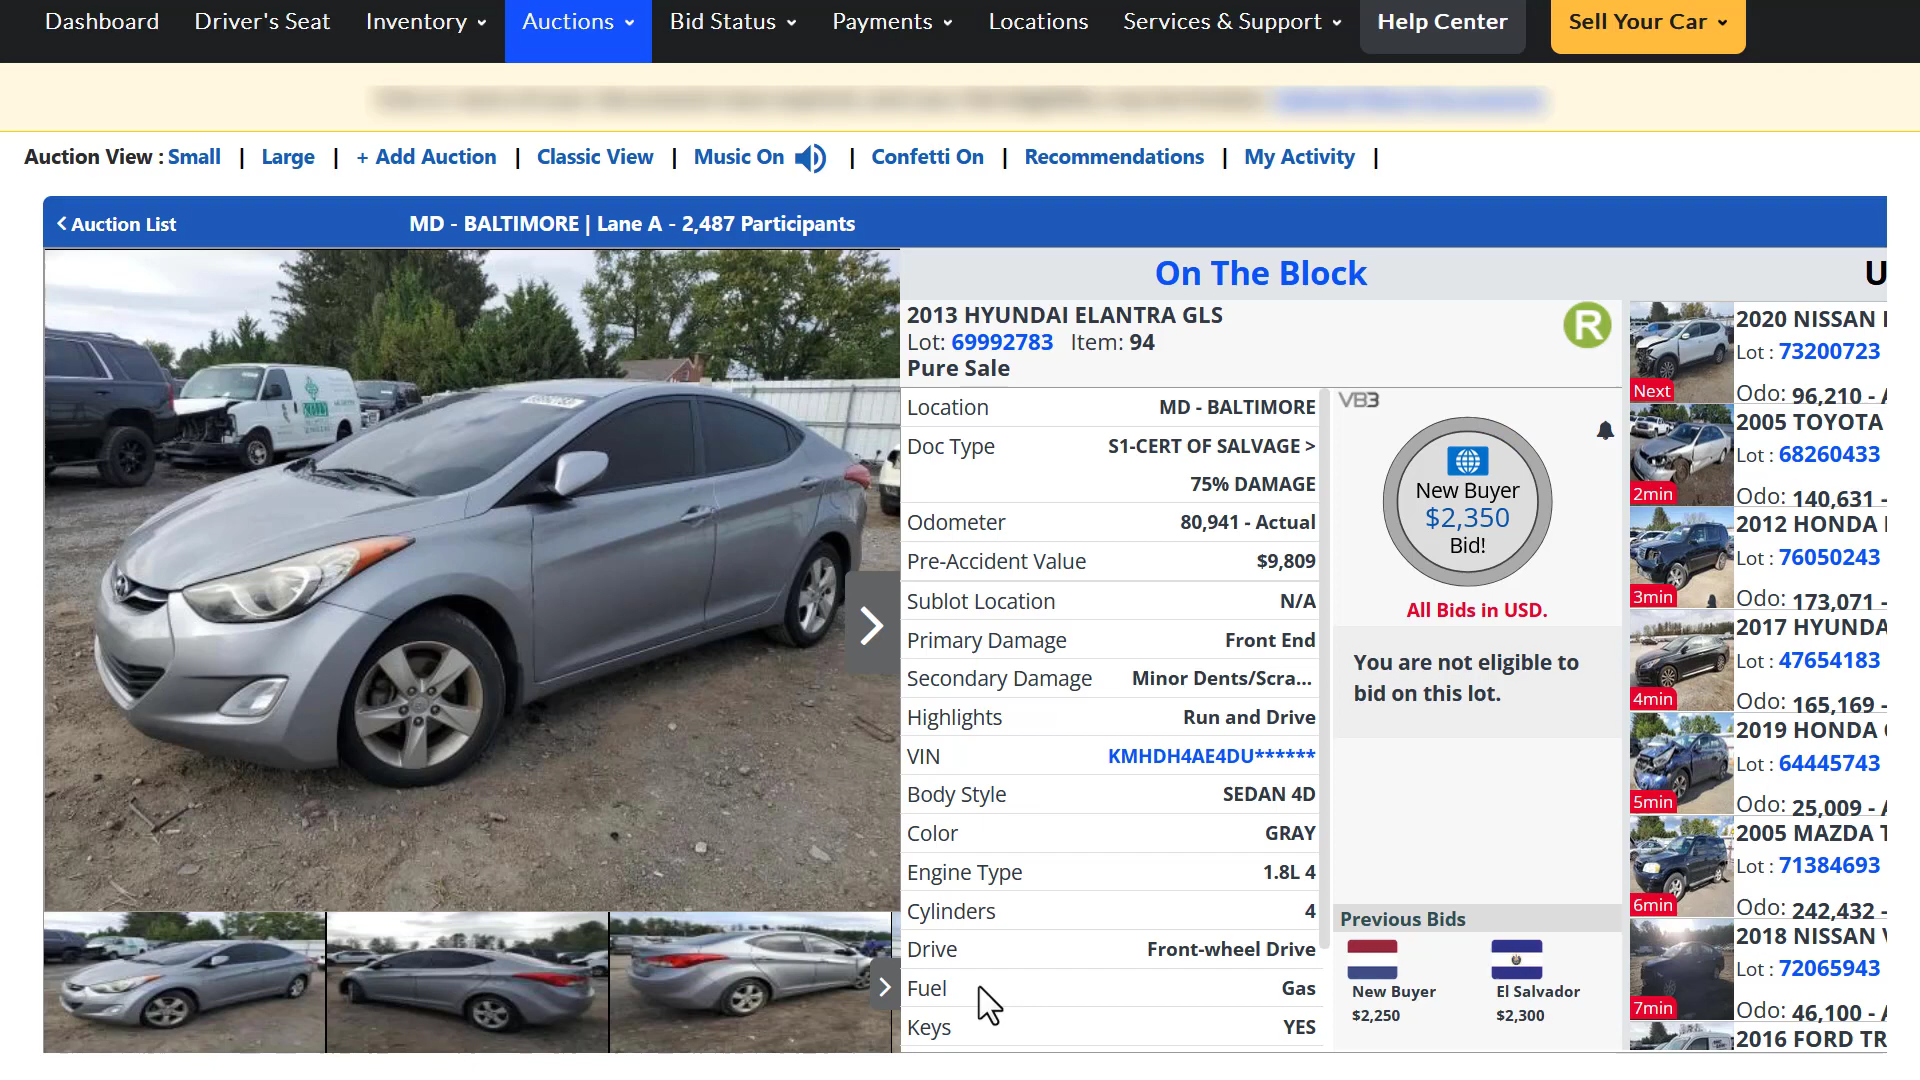 Dashboard
Driver's Seat
Inventory
Auctions
Bid Status
Payments
Locations
Services & Support
Help Center
Sell Your Car
Auction View : Small | Large | + Add Auction | Classic View | Music On | Confetti On | Recommendations | My Activity |
Auction List
MD - BALTIMORE | Lane A - 2,487 Participants
On The Block
2013 HYUNDAI ELANTRA GLS
Lot: 69992783 Item: 94
Pure Sale
R
Location MD - BALTIMORE
Doc Type S1-CERT OF SALVAGE >
75% DAMAGE
Odometer 80,941 - Actual
Pre-Accident Value $9,809
Sublot Location N/A
Primary Damage Front End
Secondary Damage Minor Dents/Scra...
Highlights Run and Drive
VIN KMHDH4AE4DU******
Body Style SEDAN 4D
Color GRAY
Engine Type 1.8L 4
Cylinders 4
Drive Front-wheel Drive
Fuel Gas
Keys YES
VB3
New Buyer
$2,350
Bid!
All Bids in USD.
You are not eligible to
bid on this lot.
Previous Bids
New Buyer
$2,250
El Salvador
$2,300
U
2020 NISSAN
Lot : 73200723
Odo: 96,210 - A
Next
2005 TOYOTA
Lot : 68260433
Odo: 140,631 -
2min
2012 HONDA
Lot : 76050243
Odo: 173,071 -
3min
2017 HYUNDA
Lot : 47654183
Odo: 165,169 -
4min
2019 HONDA
Lot : 64445743
Odo: 25,009 - A
5min
2005 MAZDA T
Lot : 71384693
Odo: 242,432 -
6min
2018 NISSAN V
Lot : 72065943
Odo: 46,100 - A
7min
2016 FORD TR